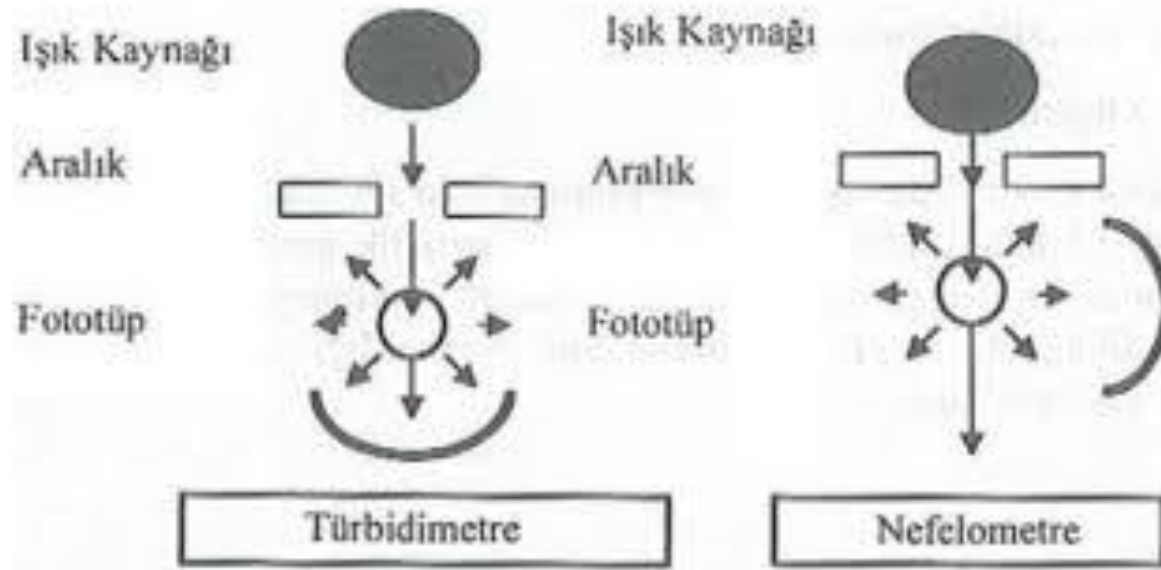 Işık Kaynağı
Aralık
Fototüp
Türbidimetre
Işık Kaynağı
Aralık
Fototüp
Nefelometre